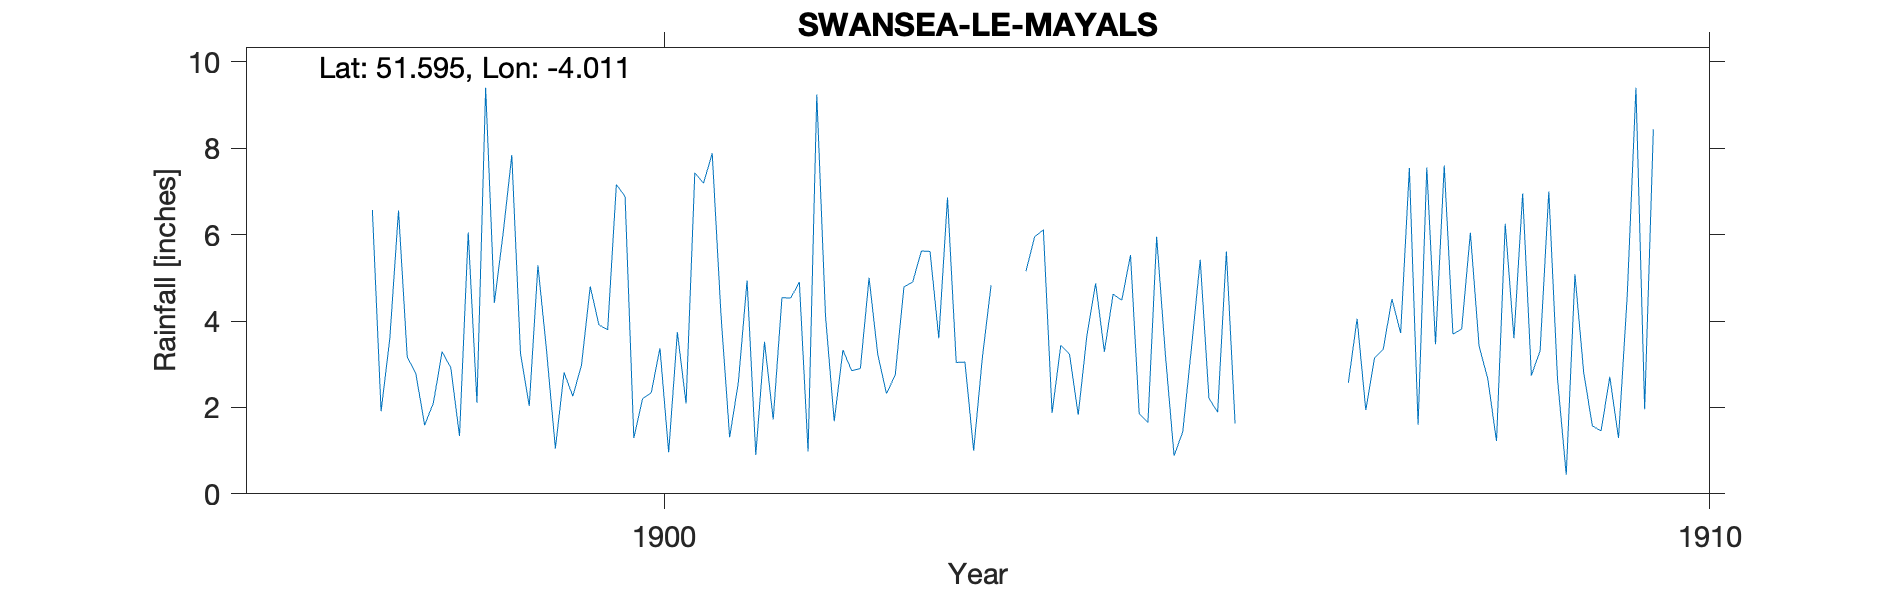 SWANSEA-LE-MAYALS
Lat: 51.595, Lon: -4.011
10
8
6
4
2
0
Rainfall [inches]
1900
1910
Year